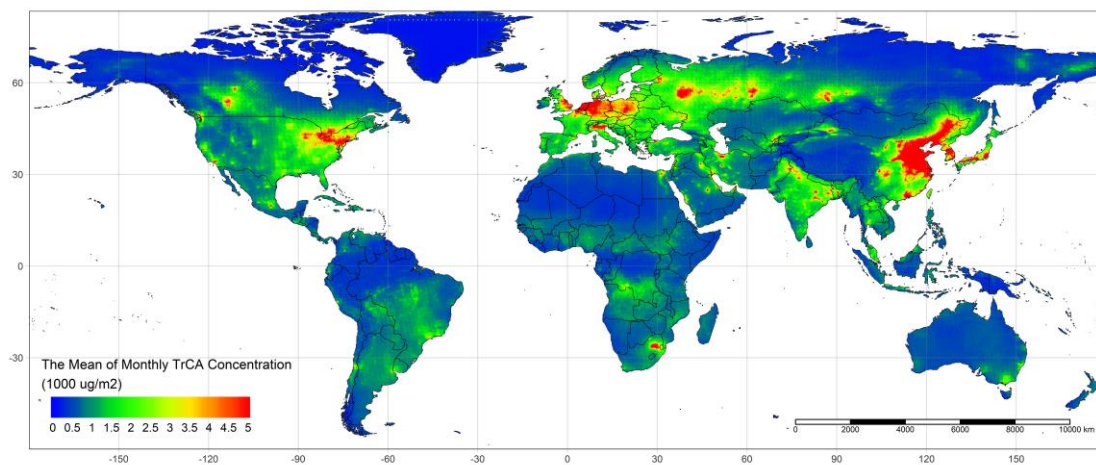 60
30
0
-30
The Mean of Monthly TrCA Concentration
(1000 ug/m2)
0 0.5 1 1.5 2 2.5 3 3.5 4 4.5 5
0 2000 4000 6000 8000 10000 km
-150 -120 -90 -60 -30 0 30 60 90 120 150